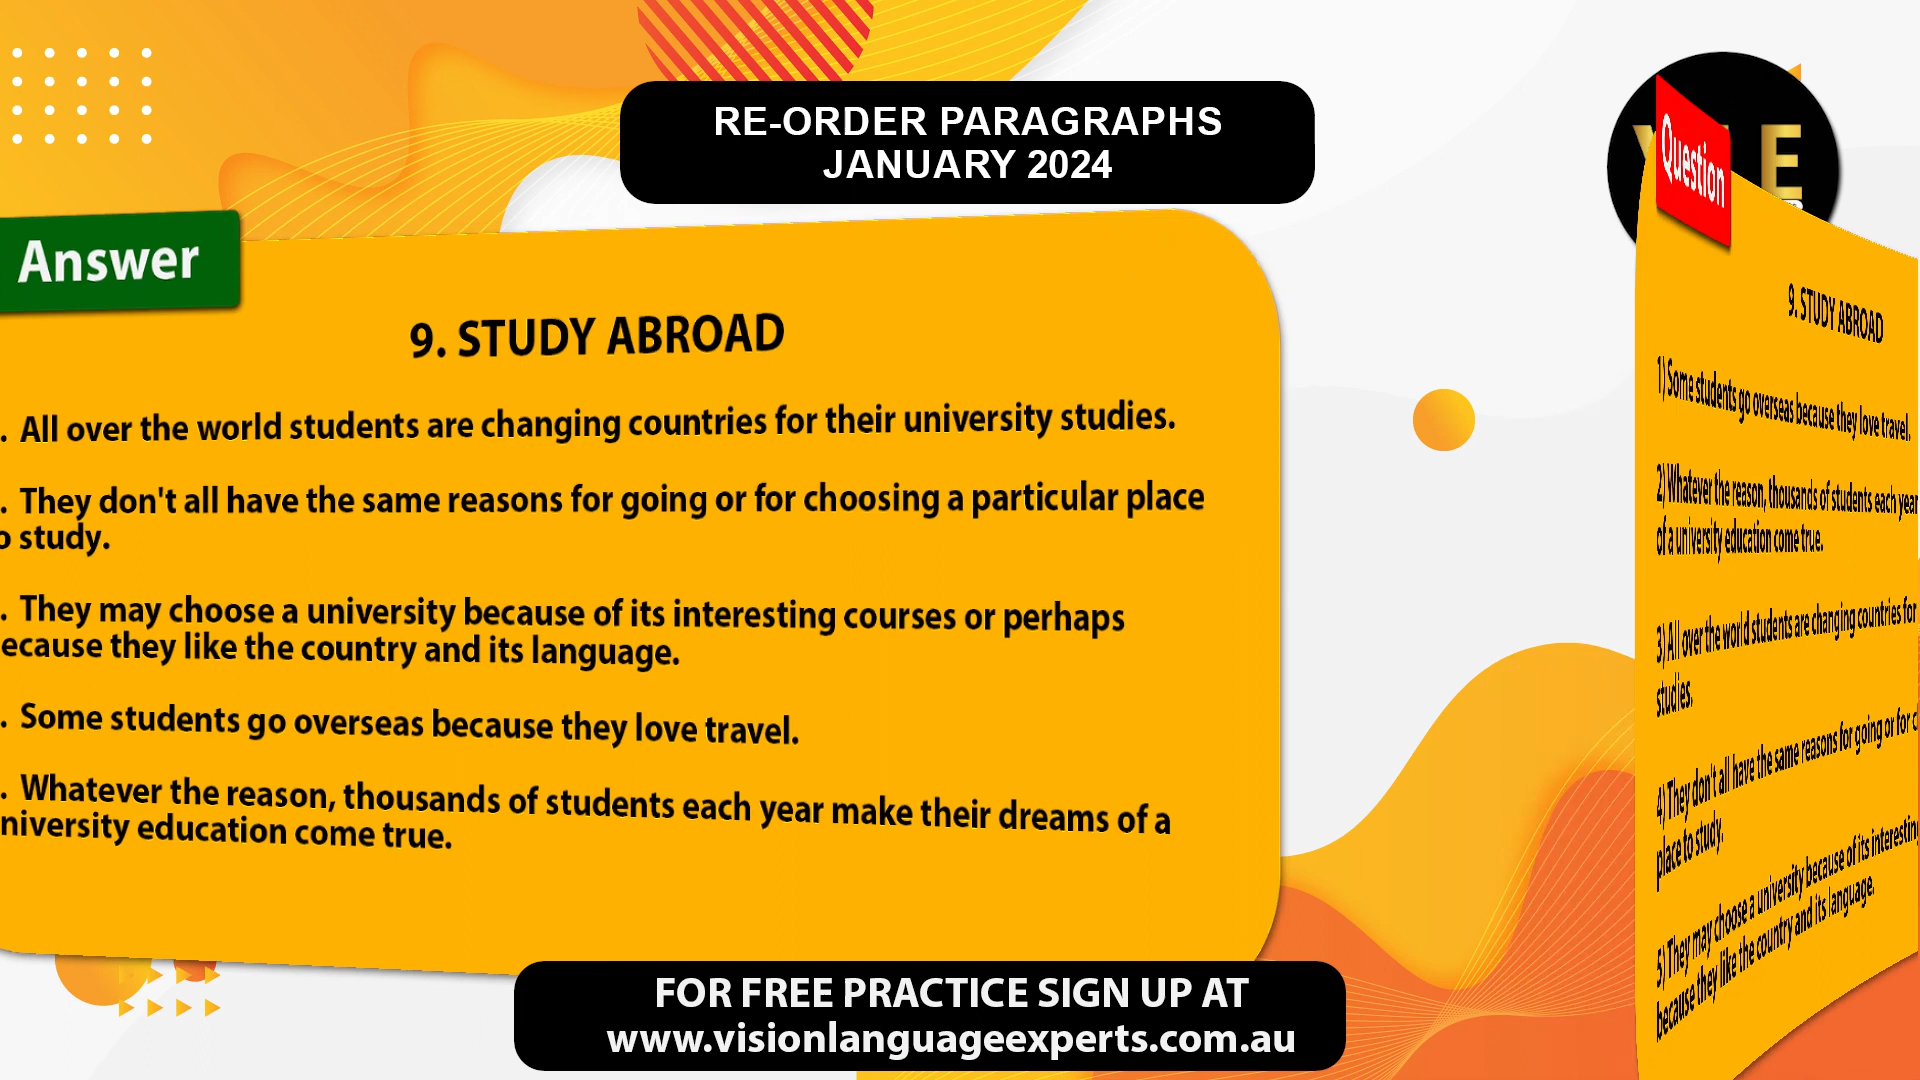 RE-ORDER PARAGRAPHS
JANUARY 2024
Answer
9. STUDY ABROAD
. All over the world students are changing countries for their university studies.
. They don't all have the same reasons for going or for choosing a particular place
o study.
. They may choose a university because of its interesting courses or perhaps
ecause they like the country and its language.
. Some students go overseas because they love travel.
. Whatever the reason, thousands of students each year make their dreams of a
niversity education come true.
E
Question
9. STUDY ABROAD
1) Some students go overseas because they love travel.
2) Whatever the reason, thousands of students each year
of a university education come true.
3) All over the world students are changing countries for
studies.
4) They don't all have the same reasons for going or for c
place to study.
5) They may choose a university because of its interestin
because they like the country and its language.
FOR FREE PRACTICE SIGN UP AT
www.visionlanguageexperts.com.au